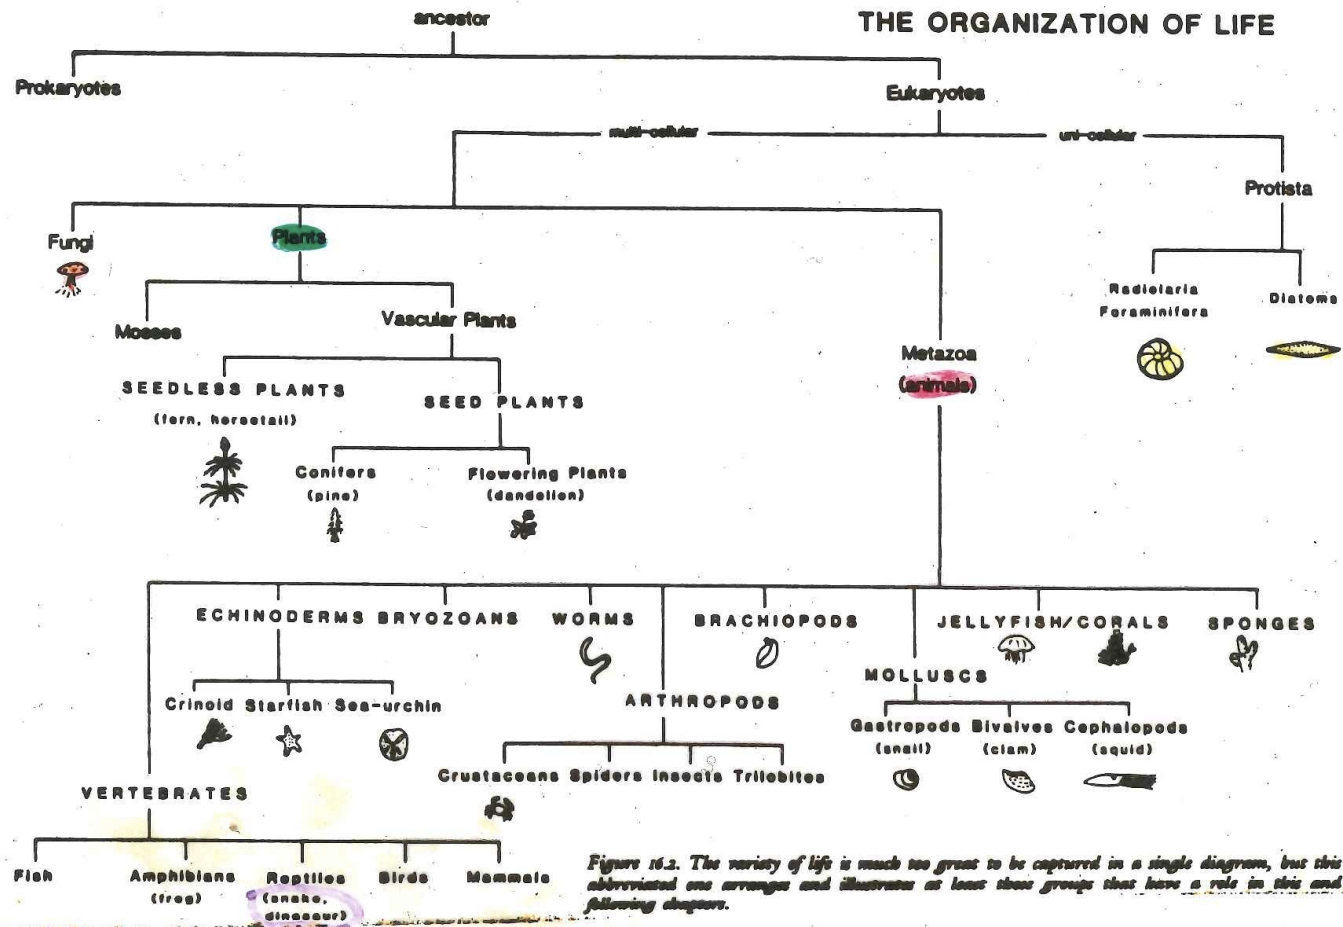 ancestor
THE ORGANIZATION OF LIFE
Prokaryotes
Eukaryotes
multi-cellular
uni-cellular
Protista
Fungi
Plants
Radiolaria
Foraminifera
Diatoms
Mosses
Vascular Plants
Metazoa
(animals)
SEEDLESS PLANTS
(fern, horsetail)
SEED PLANTS
Conifers
(pine)
Flowering Plants
(dandelion)
ECHINODERMS
BRYOZOANS
WORMS
BRACHIOPODS
JELLYFISH/CORALS
SPONGES
MOLLUSCS
ARTHROPODS
Crinoid Starfish Sea-urchin
Gastropods
(snail)
Bivalves
(clam)
Cephalopods
(squid)
Crustaceans Spiders Insects Trilobites
VERTEBRATES
Fish
Amphibians
(frog)
Reptiles
(snake,
dinosaur)
Birds
Mammals
Figure 16.2. The variety of life is much too great to be captured in a single diagram, but this
abbreviated one arranges and illustrates at least those groups that have a role in this and
following chapters.